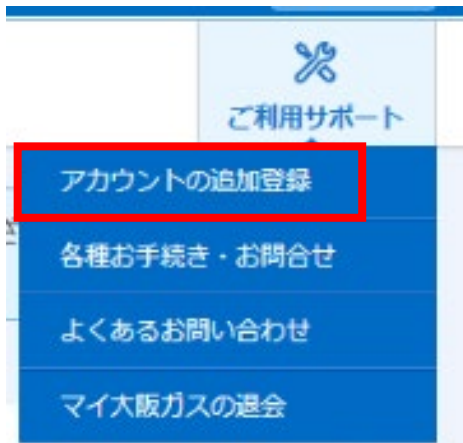 ご利用サポート
アカウントの追加登録
各種お手続き・お問合せ
よくあるお問い合わせ
マイ大阪ガスの退会